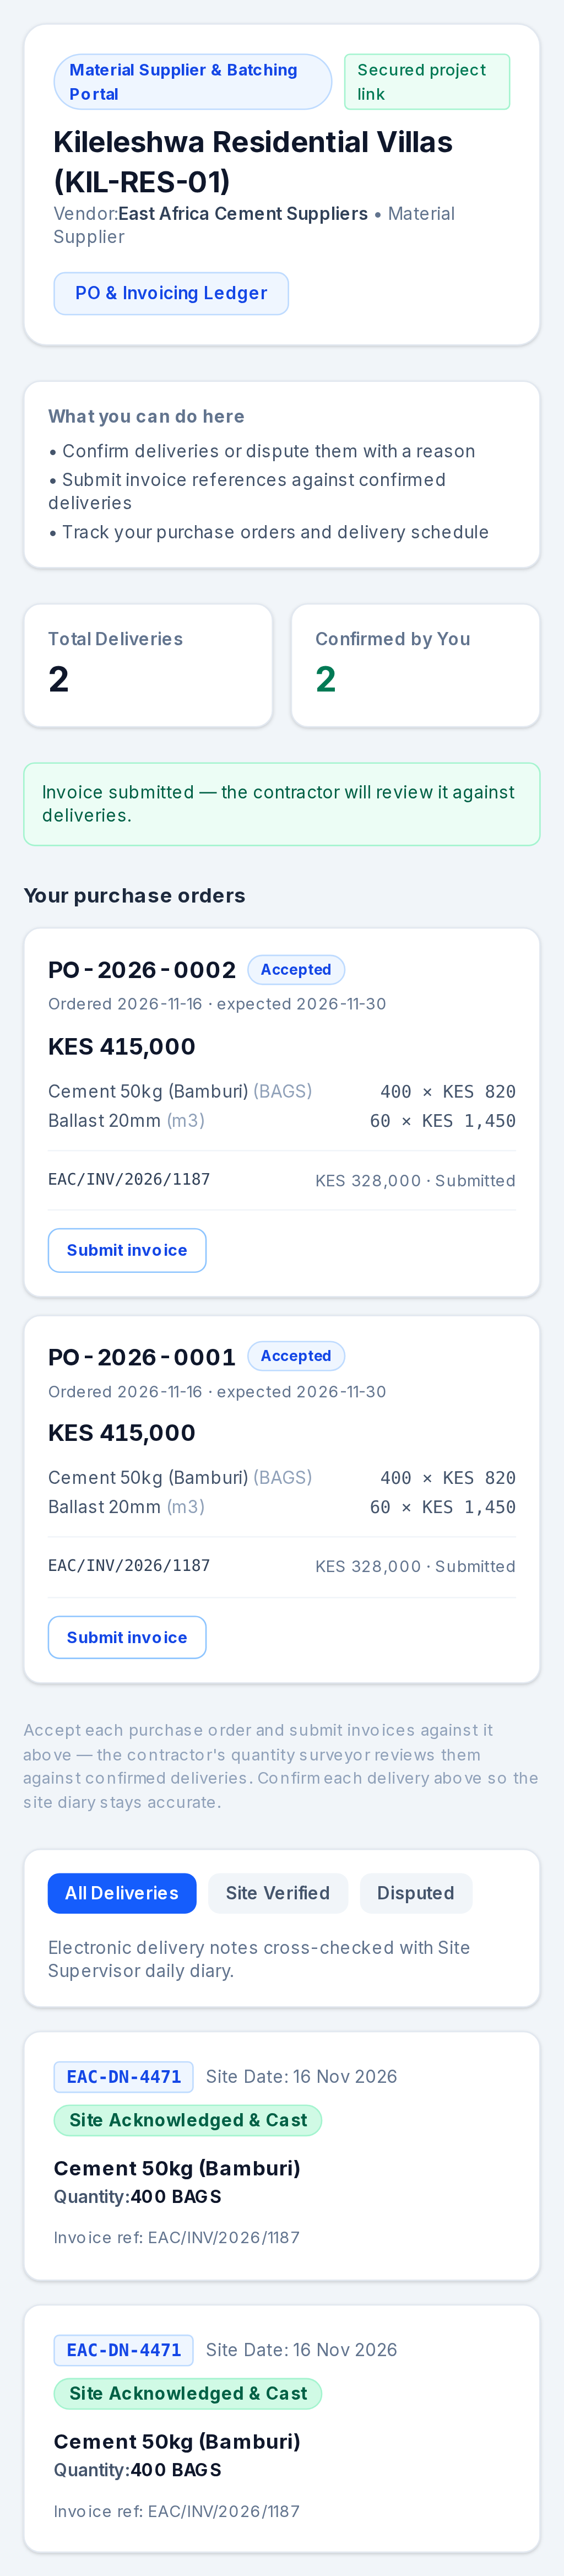 Material Supplier & Batching
Portal
Secured project
link
Kileleshwa Residential Villas
(KIL-RES-01)
Vendor:East Africa Cement Suppliers • Material
Supplier
PO & Invoicing Ledger
What you can do here
• Confirm deliveries or dispute them with a reason
• Submit invoice references against confirmed
deliveries
• Track your purchase orders and delivery schedule
Total Deliveries
2
Confirmed by You
2
Invoice submitted — the contractor will review it against
deliveries.
Your purchase orders
PO-2026-0002 Accepted
Ordered 2026-11-16 · expected 2026-11-30
KES 415,000
Cement 50kg (Bamburi) (BAGS) 400 × KES 820
Ballast 20mm (m3) 60 × KES 1,450
EAC/INV/2026/1187 KES 328,000 · Submitted
Submit invoice
PO-2026-0001 Accepted
Ordered 2026-11-16 · expected 2026-11-30
KES 415,000
Cement 50kg (Bamburi) (BAGS) 400 × KES 820
Ballast 20mm (m3) 60 × KES 1,450
EAC/INV/2026/1187 KES 328,000 · Submitted
Submit invoice
Accept each purchase order and submit invoices against it
above — the contractor's quantity surveyor reviews them
against confirmed deliveries. Confirm each delivery above so the
site diary stays accurate.
All Deliveries Site Verified Disputed
Electronic delivery notes cross-checked with Site
Supervisor daily diary.
EAC-DN-4471 Site Date: 16 Nov 2026
Site Acknowledged & Cast
Cement 50kg (Bamburi)
Quantity:400 BAGS
Invoice ref: EAC/INV/2026/1187
EAC-DN-4471 Site Date: 16 Nov 2026
Site Acknowledged & Cast
Cement 50kg (Bamburi)
Quantity:400 BAGS
Invoice ref: EAC/INV/2026/1187